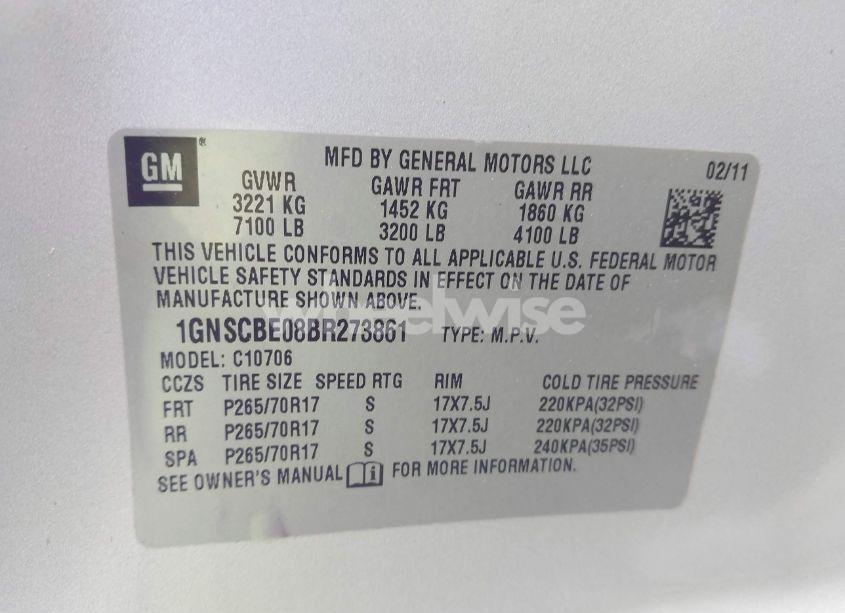 GM®
MFD BY GENERAL MOTORS LLC 02/11
GVWR GAWR FRT GAWR RR
3221 KG 1452 KG 1860 KG
7100 LB 3200 LB 4100 LB
THIS VEHICLE CONFORMS TO ALL APPLICABLE U.S. FEDERAL MOTOR
VEHICLE SAFETY STANDARDS IN EFFECT ON THE DATE OF
MANUFACTURE SHOWN ABOVE.
wheelwise
1GNSCBE08BR273861 TYPE: M.P.V.
MODEL: C10706
CCZS TIRE SIZE SPEED RTG RIM COLD TIRE PRESSURE
FRT P265/70R17 S 17X7.5J 220KPA(32PSI)
RR P265/70R17 S 17X7.5J 220KPA(32PSI)
SPA P265/70R17 S 17X7.5J 240KPA(35PSI)
SEE OWNER'S MANUAL i FOR MORE INFORMATION.